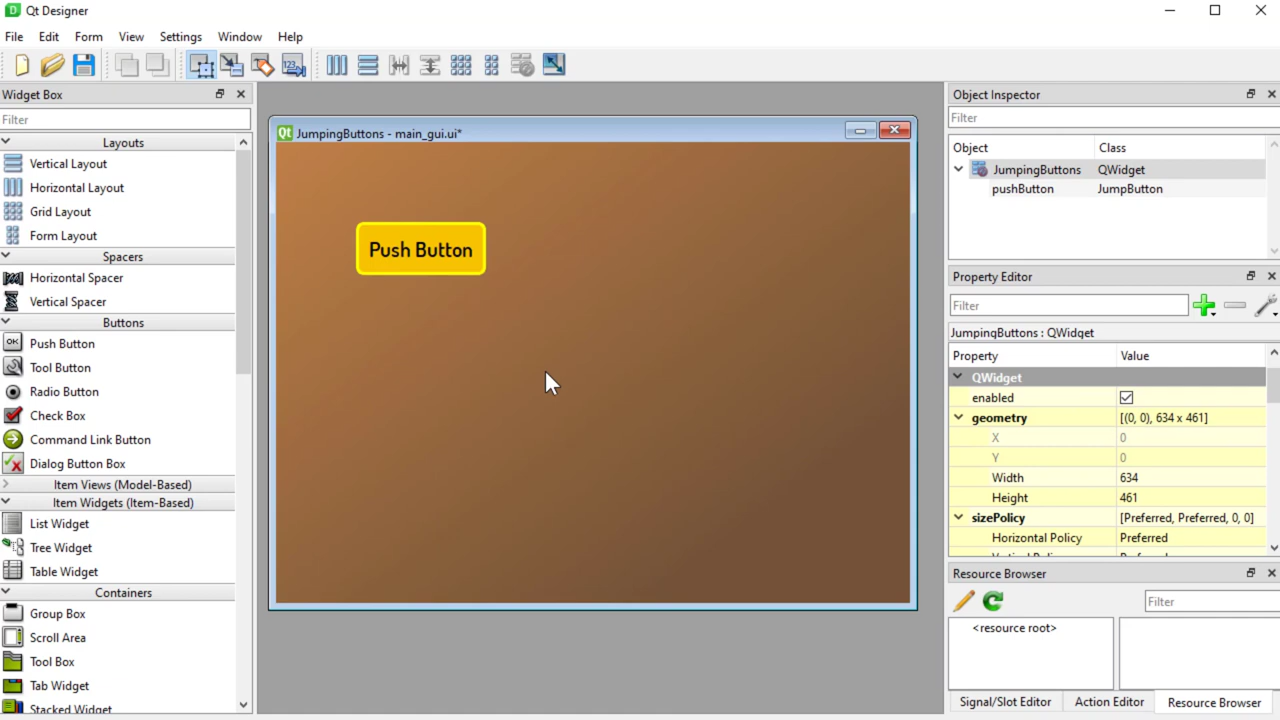 Qt Designer
File Edit Form View Settings Window Help
Widget Box
Filter
Layouts
Vertical Layout
Horizontal Layout
Grid Layout
Form Layout
Spacers
Horizontal Spacer
Vertical Spacer
Buttons
OK Push Button
Tool Button
Radio Button
Check Box
Command Link Button
Dialog Button Box
Item Views (Model-Based)
Item Widgets (Item-Based)
List Widget
Tree Widget
Table Widget
Containers
Group Box
Scroll Area
Tool Box
Tab Widget
Stacked Widget
Qt JumpingButtons - main_gui.ui*
Push Button
Object Inspector
Filter
Object Class
JumpingButtons QWidget
pushButton JumpButton
Property Editor
Filter
JumpingButtons : QWidget
Property Value
QWidget
enabled
geometry [(0, 0), 634 x 461]
X 0
Y 0
Width 634
Height 461
sizePolicy [Preferred, Preferred, 0, 0]
Horizontal Policy Preferred
Resource Browser
Filter
<resource root>
Signal/Slot Editor Action Editor Resource Browser